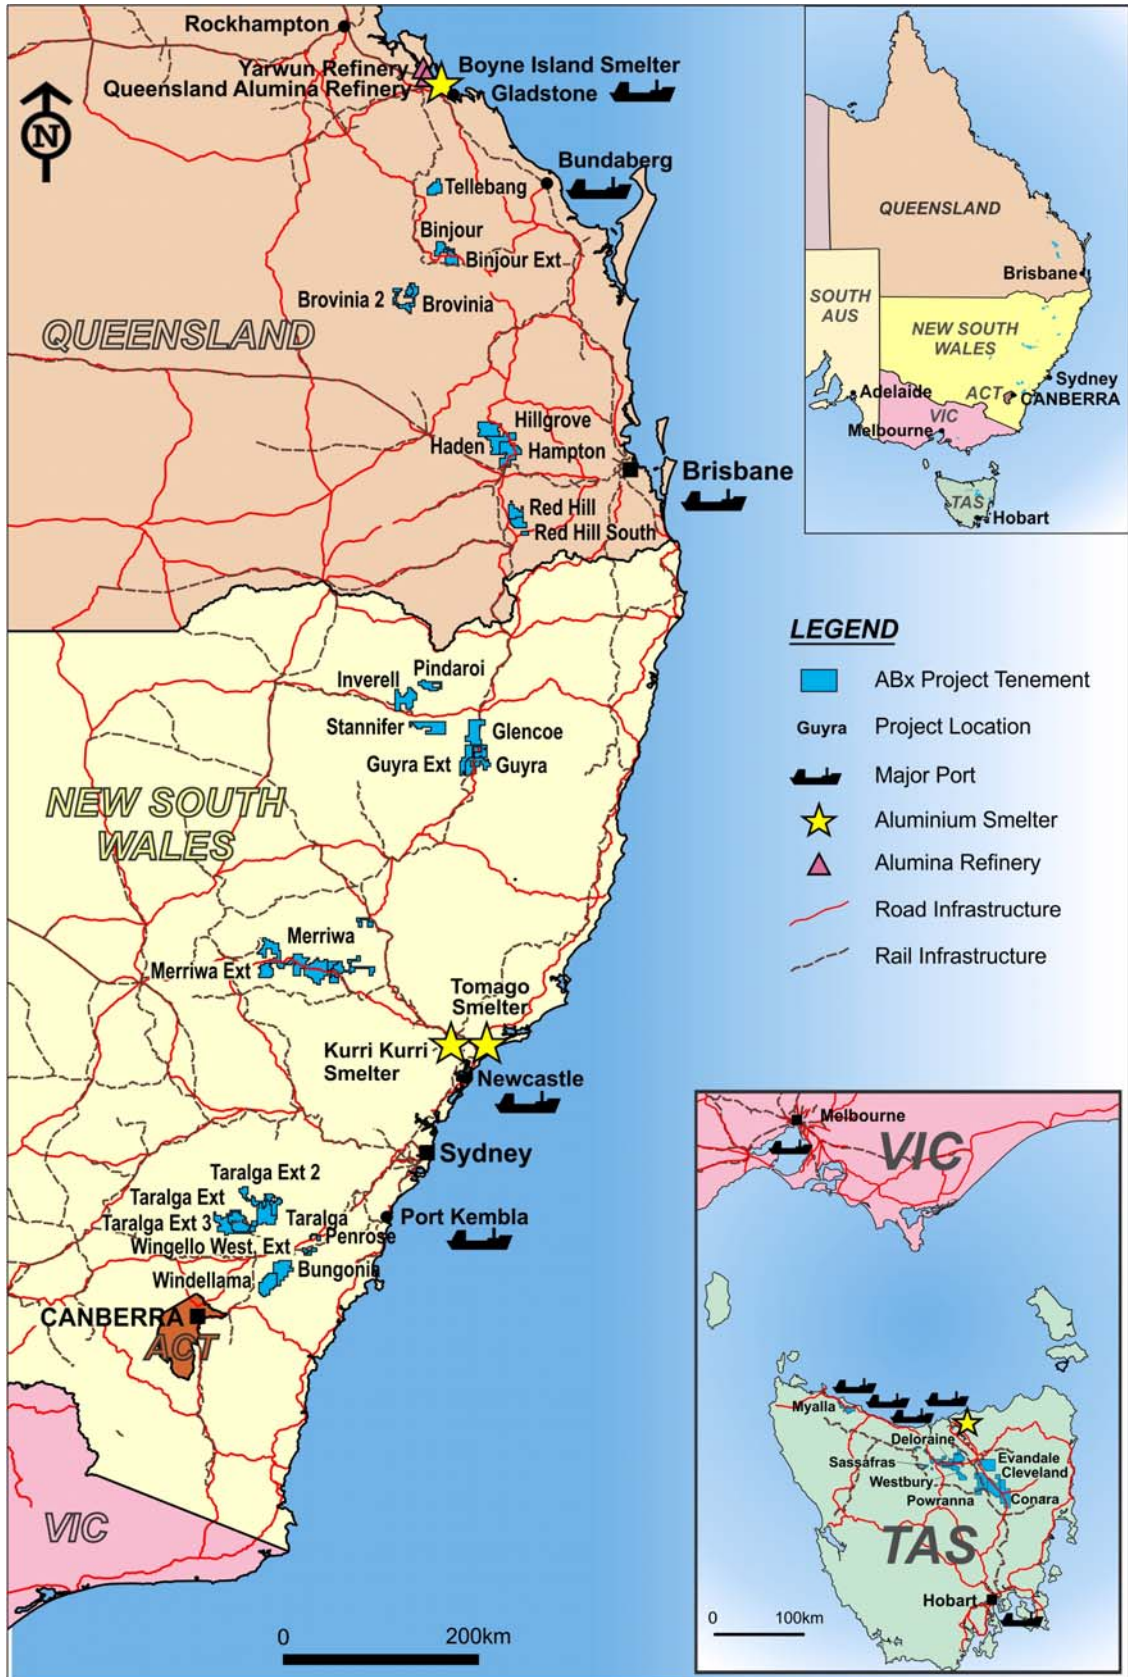 Rockhampton
Yarwun Refinery
Queensland Alumina Refinery
Boyne Island Smelter
Gladstone
N
Bundaberg
Tellebang
Binjour
Binjour Ext
Brovinia 2
Brovinia
QUEENSLAND
Hillgrove
Haden
Hampton
Brisbane
Red Hill
Red Hill South
Pindaroi
Inverell
Stannifer
Glencoe
Guyra Ext
Guyra
NEW SOUTH
WALES
Merriwa
Merriwa Ext
Tomago
Smelter
Kurri Kurri
Smelter
Newcastle
Sydney
Taralga Ext 2
Taralga Ext
Taralga Ext 3
Taralga
Port Kembla
Penrose
Wingello West, Ext
Bungonia
Windellama
CANBERRA
ACT
VIC
0
200km
QUEENSLAND
Brisbane
SOUTH
AUS
NEW SOUTH
WALES
Sydney
ACT
CANBERRA
Adelaide
VIC
Melbourne
TAS
Hobart
LEGEND
ABx Project Tenement
Guyra
Project Location
Major Port
Aluminium Smelter
Alumina Refinery
Road Infrastructure
Rail Infrastructure
Melbourne
VIC
Myalla
Deloraine
Sassafras
Evandale
Cleveland
Westbury
Powranna
Conara
TAS
Hobart
0
100km